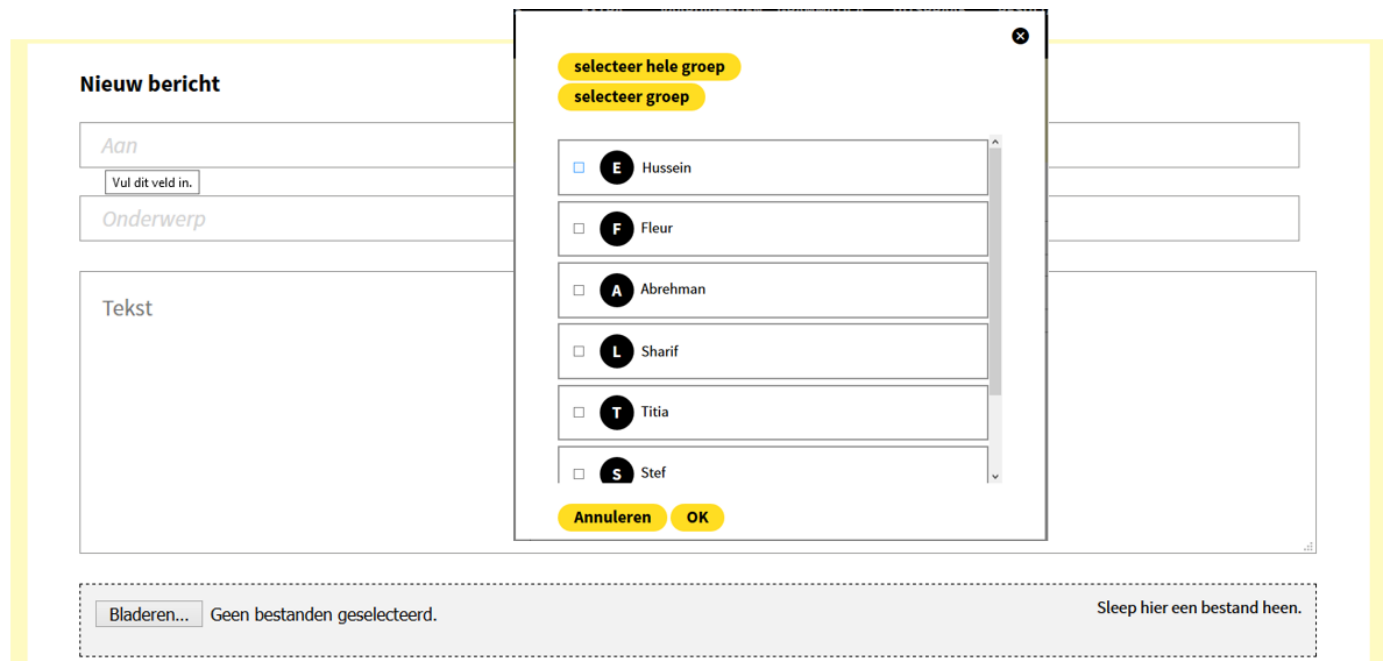 Nieuw bericht
Aan
Vul dit veld in.
Onderwerp
Tekst
Bladeren... Geen bestanden geselecteerd.
Sleep hier een bestand heen.
selecteer hele groep
selecteer groep
E Hussein
F Fleur
A Abrehman
L Sharif
T Titia
S Stef
Annuleren OK